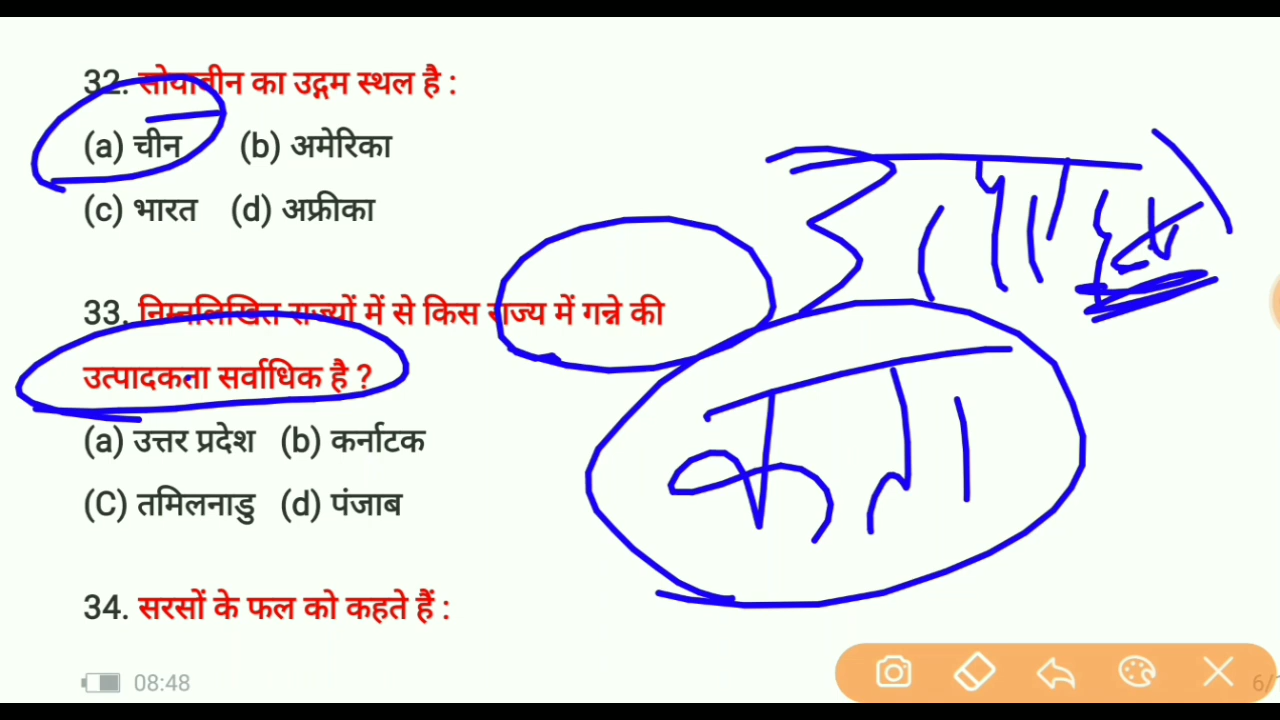 32. सोयाबीन का उद्गम स्थल है :
(a) चीन (b) अमेरिका
(c) भारत (d) अफ्रीका
33. निम्नलिखित राज्यों में से किस राज्य में गन्ने की
उत्पादकता सर्वाधिक है ?
(a) उत्तर प्रदेश (b) कर्नाटक
(C) तमिलनाडु (d) पंजाब
34. सरसों के फल को कहते हैं :
08:48